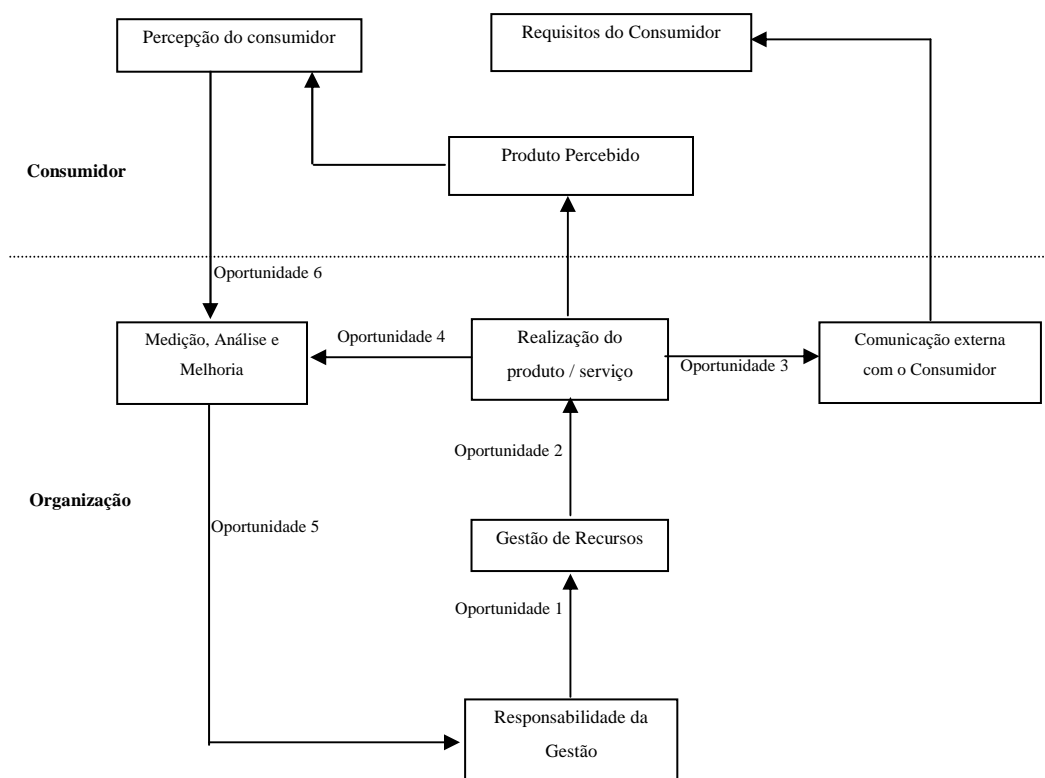 Percepção do consumidor
Requisitos do Consumidor
Produto Percebido
Consumidor
Oportunidade 6
Medição, Análise e
Melhoria
Oportunidade 4
Realização do
produto / serviço
Oportunidade 3
Comunicação externa
com o Consumidor
Oportunidade 2
Organização
Oportunidade 5
Gestão de Recursos
Oportunidade 1
Responsabilidade da
Gestão